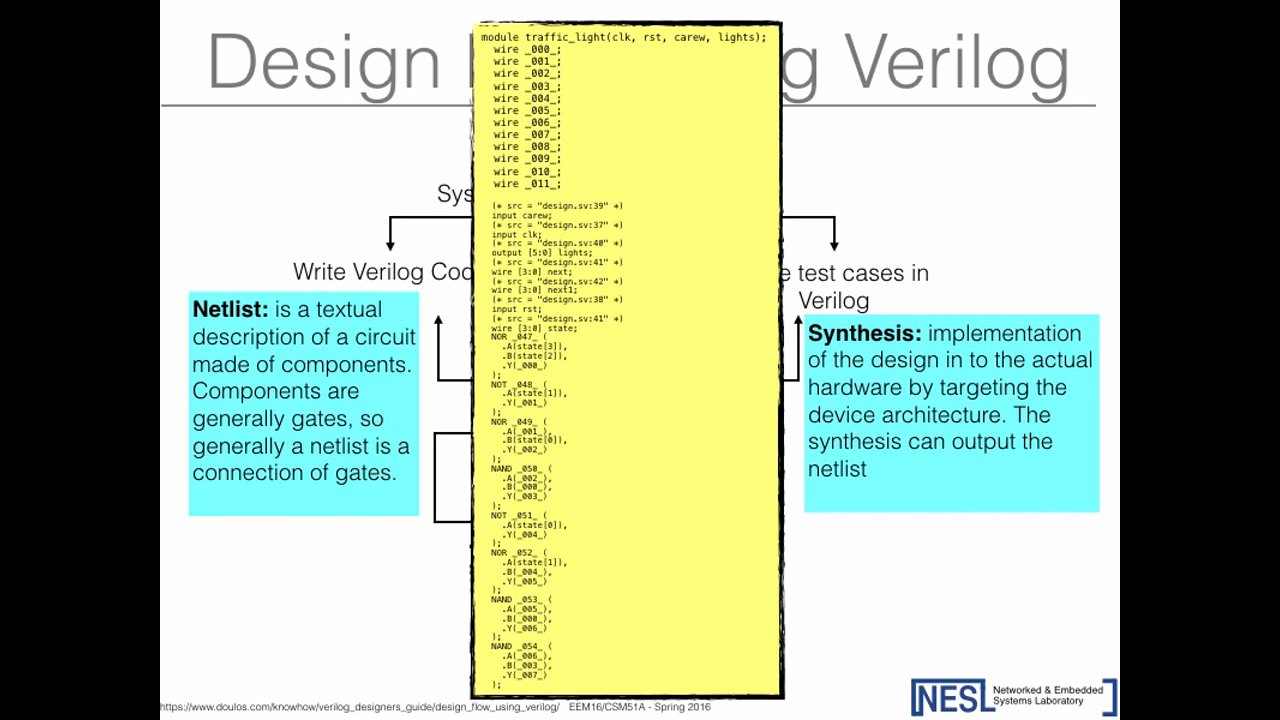 Design
g Verilog
module traffic_light(clk, rst, carew, lights);
wire _000_;
wire _001_;
wire _002_;
wire _003_;
wire _004_;
wire _005_;
wire _006_;
wire _007_;
wire _008_;
wire _009_;
wire _010_;
wire _011_;
(* src = "design.sv:39" *)
input carew;
(* src = "design.sv:37" *)
input clk;
(* src = "design.sv:40" *)
output [5:0] lights;
(* src = "design.sv:41" *)
wire [3:0] next;
(* src = "design.sv:42" *)
wire [3:0] next1;
(* src = "design.sv:38" *)
input rst;
(* src = "design.sv:41" *)
wire [3:0] state;
NOR _047_ (
.A(state[3]),
.B(state[2]),
.Y(_000_)
);
NOT _048_ (
.A(state[1]),
.Y(_001_)
);
NOR _049_ (
.A(_001_),
.B(state[0]),
.Y(_002_)
);
NAND _050_ (
.A(_002_),
.B(_000_),
.Y(_003_)
);
NOT _051_ (
.A(state[0]),
.Y(_004_)
);
NOR _052_ (
.A(state[1]),
.B(_004_),
.Y(_005_)
);
NAND _053_ (
.A(_005_),
.B(_000_),
.Y(_006_)
);
NAND _054_ (
.A(_006_),
.B(_003_),
.Y(_007_)
);
Sys
Write Verilog Cod
e test cases in
Verilog
Netlist: is a textual
description of a circuit
made of components.
Components are
generally gates, so
generally a netlist is a
connection of gates.
Synthesis: implementation
of the design in to the actual
hardware by targeting the
device architecture. The
synthesis can output the
netlist
https://www.doulos.com/knowhow/verilog_designers_guide/design_flow_using_verilog/ EEM16/CSM51A - Spring 2016
NESL
Networked & Embedded
Systems Laboratory